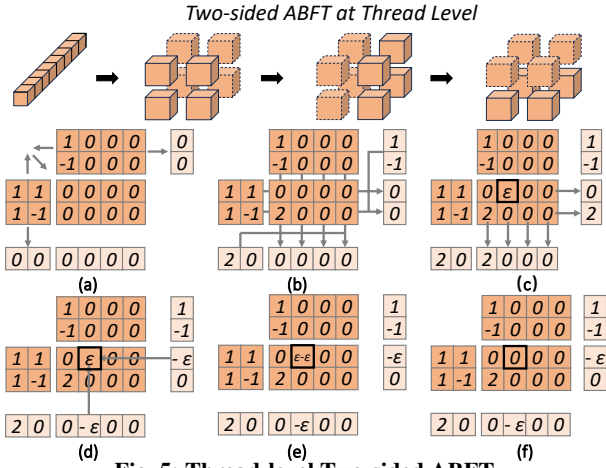 Two-sided ABFT at Thread Level
1 0 0 0 0
-1 0 0 0 0
1 1 0 0 0 0
1 -1 0 0 0 0
0 0 0 0 0 0
(a)
1 0 0 0 1
-1 0 0 0 -1
1 1 0 0 0 0 0
1 -1 2 0 0 0 0
2 0 0 0 0 0
(b)
1 0 0 0 1
-1 0 0 0 -1
1 1 0 ε 0 0 0
1 -1 2 0 0 0 2
2 0 2 0 0 0
(c)
1 0 0 0 1
-1 0 0 0 -1
1 1 0 ε 0 0 -ε
1 -1 2 0 0 0 0
2 0 0 -ε 0 0
(d)
1 0 0 0 1
-1 0 0 0 -1
1 1 0 ε-ε 0 0 -ε
1 -1 2 0 0 0 0
2 0 0 -ε 0 0
(e)
1 0 0 0 1
-1 0 0 0 -1
1 1 0 0 0 0 -ε
1 -1 2 0 0 0 0
2 0 0 -ε 0 0
(f)
Fig. 5: Thread-level Two-sided ABFT